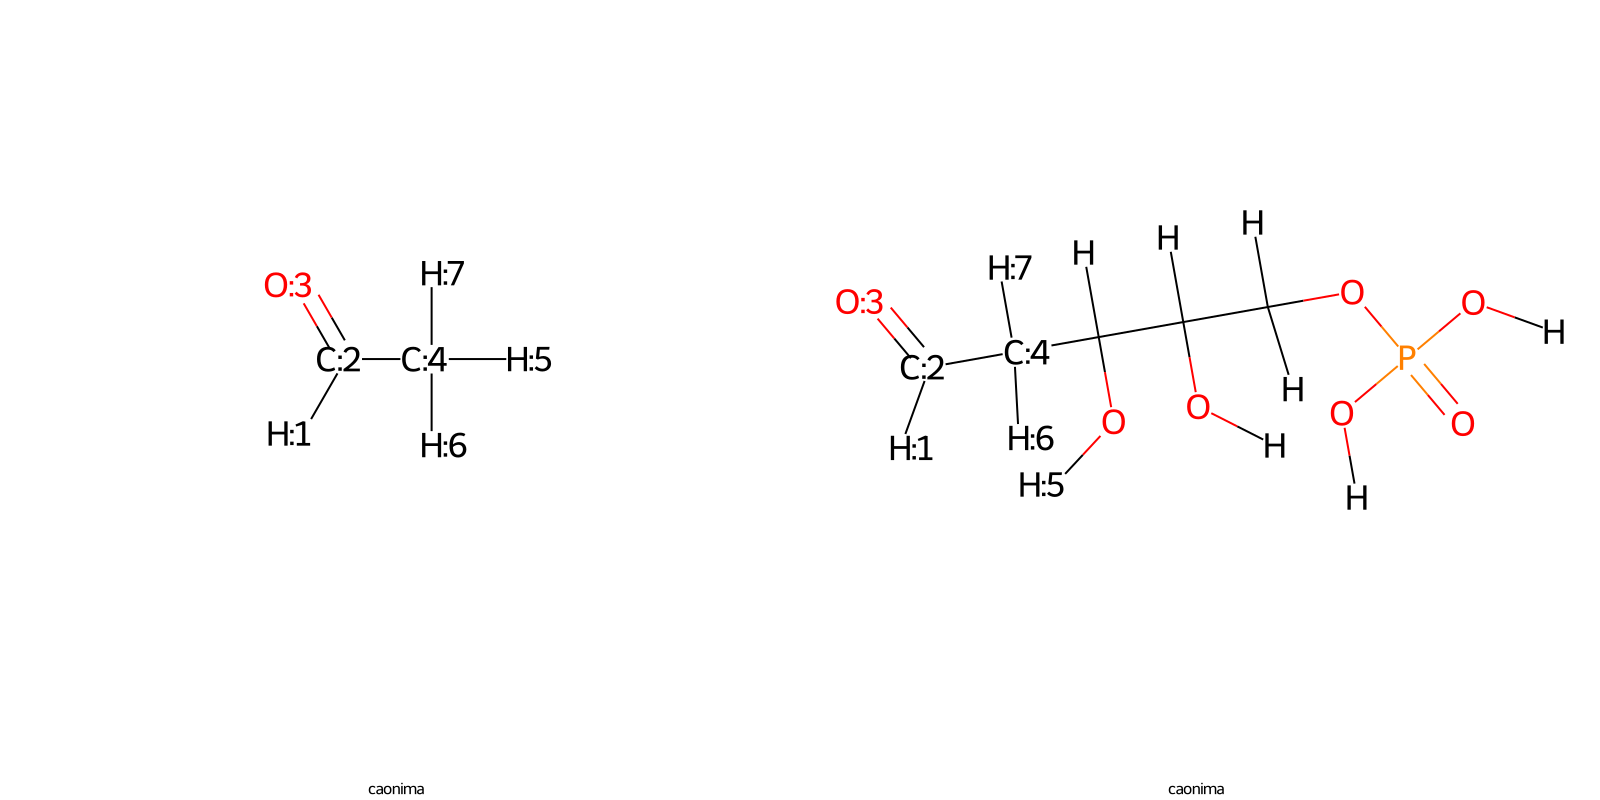 H:7
O:3
C:2 C:4 H:5
H:1 H:6
caonima
H
H H
H:7
O:3 O O
H
C:2 C:4 P
H
O O O O
H:1 H:6 H
H:5 H
caonima